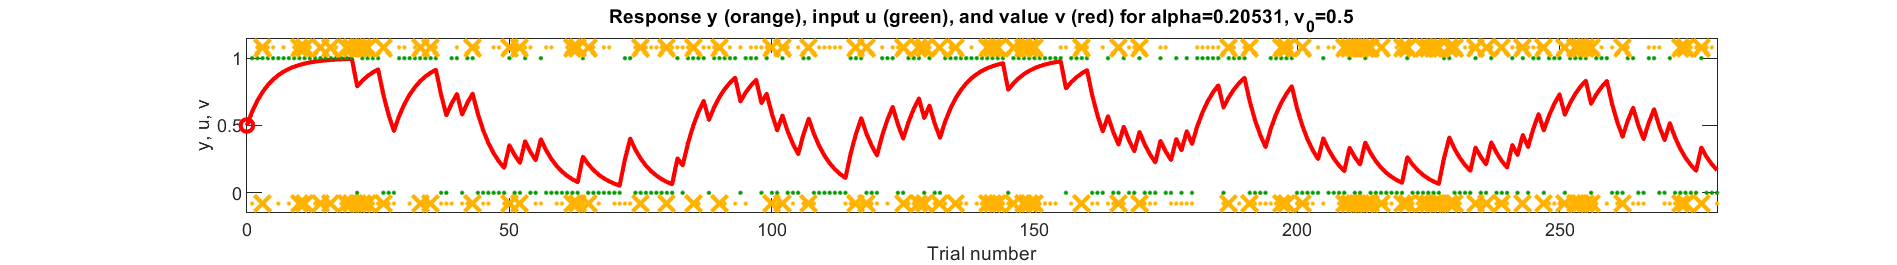 Response y (orange), input u (green), and value v (red) for alpha=0.20531, v0=0.5
1
0.5
0
y, u, v
0 50 100 150 200 250
Trial number